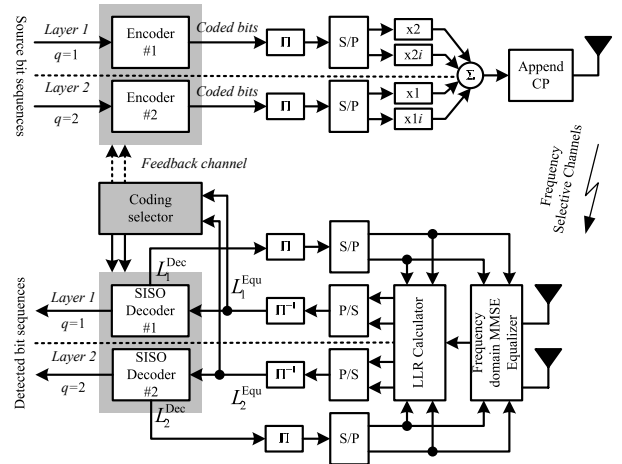 Source bit sequences
Layer 1
q=1
Encoder
#1
Coded bits
Π
S/P
x2
x2i
Σ
Append
CP
Layer 2
q=2
Encoder
#2
Coded bits
Π
S/P
x1
x1i
Feedback channel
Frequency
Selective Channels
Coding
selector
L₁ᴰᵉᶜ
Π
S/P
L₁ᴱqᵘ
Detected bit sequences
Layer 1
q=1
SISO
Decoder
#1
Π⁻¹
P/S
LLR Calculator
Frequency
domain MMSE
Equalizer
Layer 2
q=2
SISO
Decoder
#2
L₂ᴱqᵘ
Π⁻¹
P/S
L₂ᴰᵉᶜ
Π
S/P